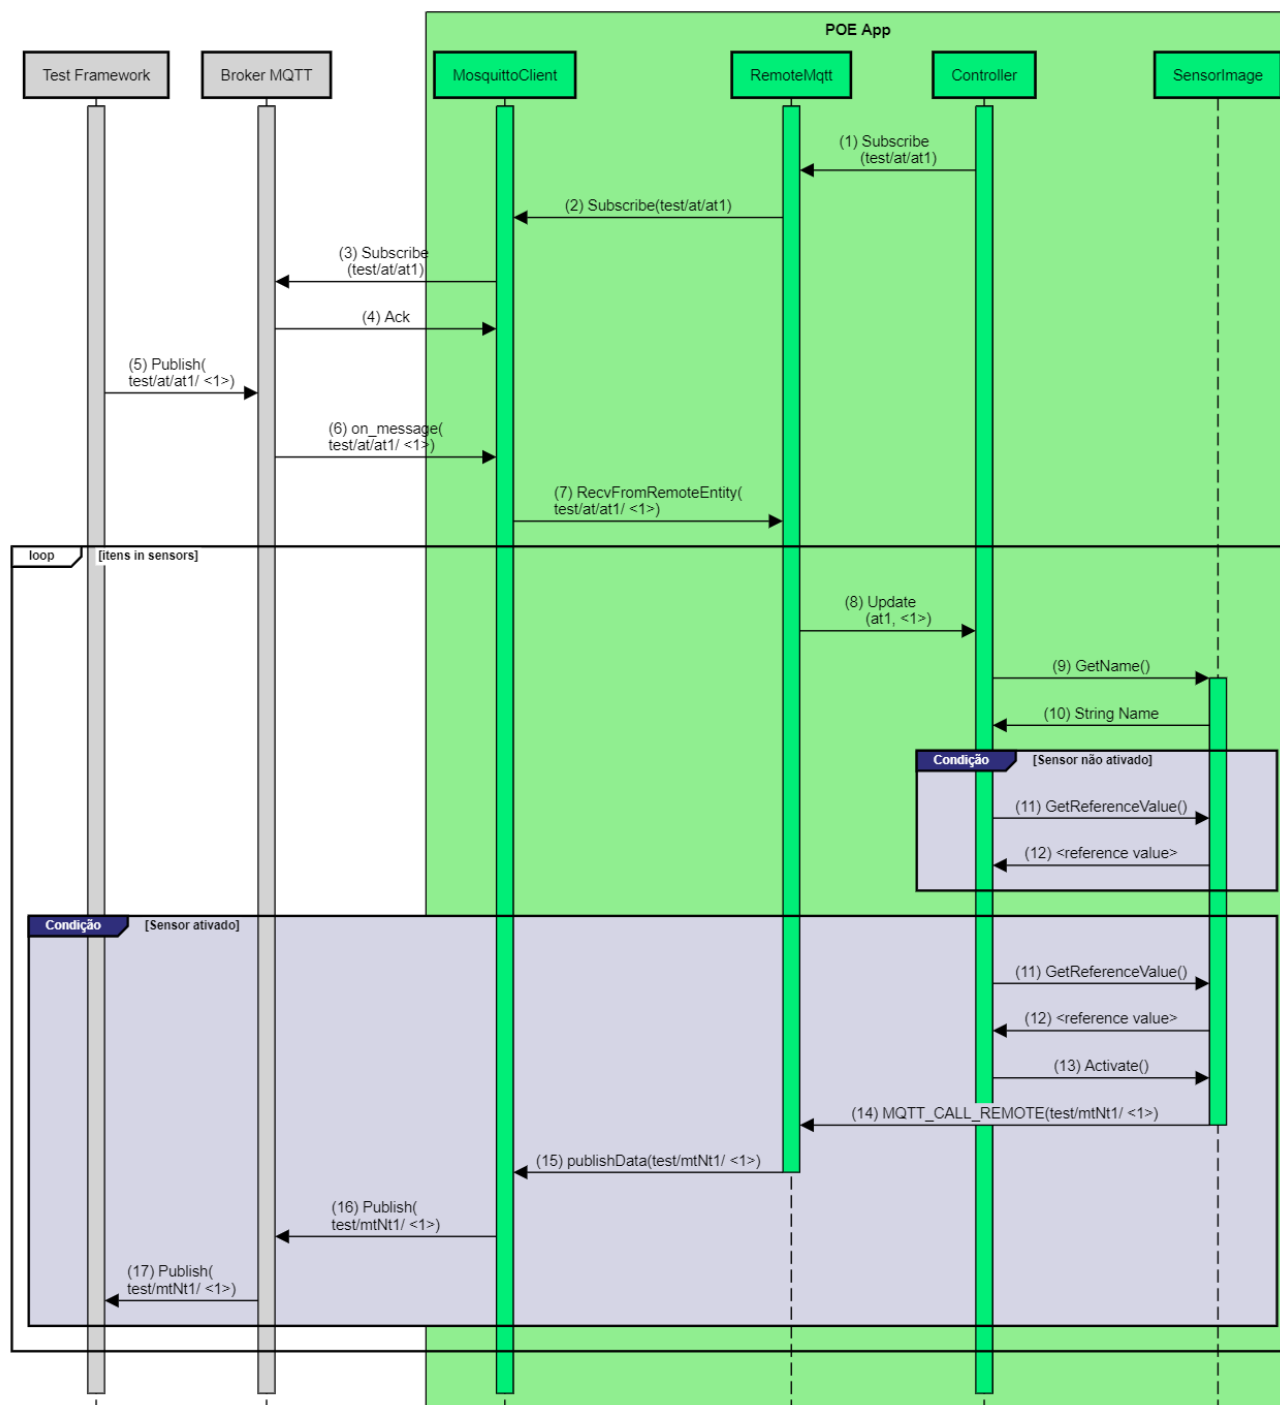 POE App
Test Framework
Broker MQTT
MosquittoClient
RemoteMqtt
Controller
SensorImage
(1) Subscribe
(test/at/at1)
(2) Subscribe(test/at/at1)
(3) Subscribe
(test/at/at1)
(4) Ack
(5) Publish(
test/at/at1/ <1>)
(6) on_message(
test/at/at1/ <1>)
(7) RecvFromRemoteEntity(
test/at/at1/ <1>)
loop
[itens in sensors]
(8) Update
(at1, <1>)
(9) GetName()
(10) String Name
Condição
[Sensor não ativado]
(11) GetReferenceValue()
(12) <reference value>
Condição
[Sensor ativado]
(11) GetReferenceValue()
(12) <reference value>
(13) Activate()
(14) MQTT_CALL_REMOTE(test/mtNt1/ <1>)
(15) publishData(test/mtNt1/ <1>)
(16) Publish(
test/mtNt1/ <1>)
(17) Publish(
test/mtNt1/ <1>)